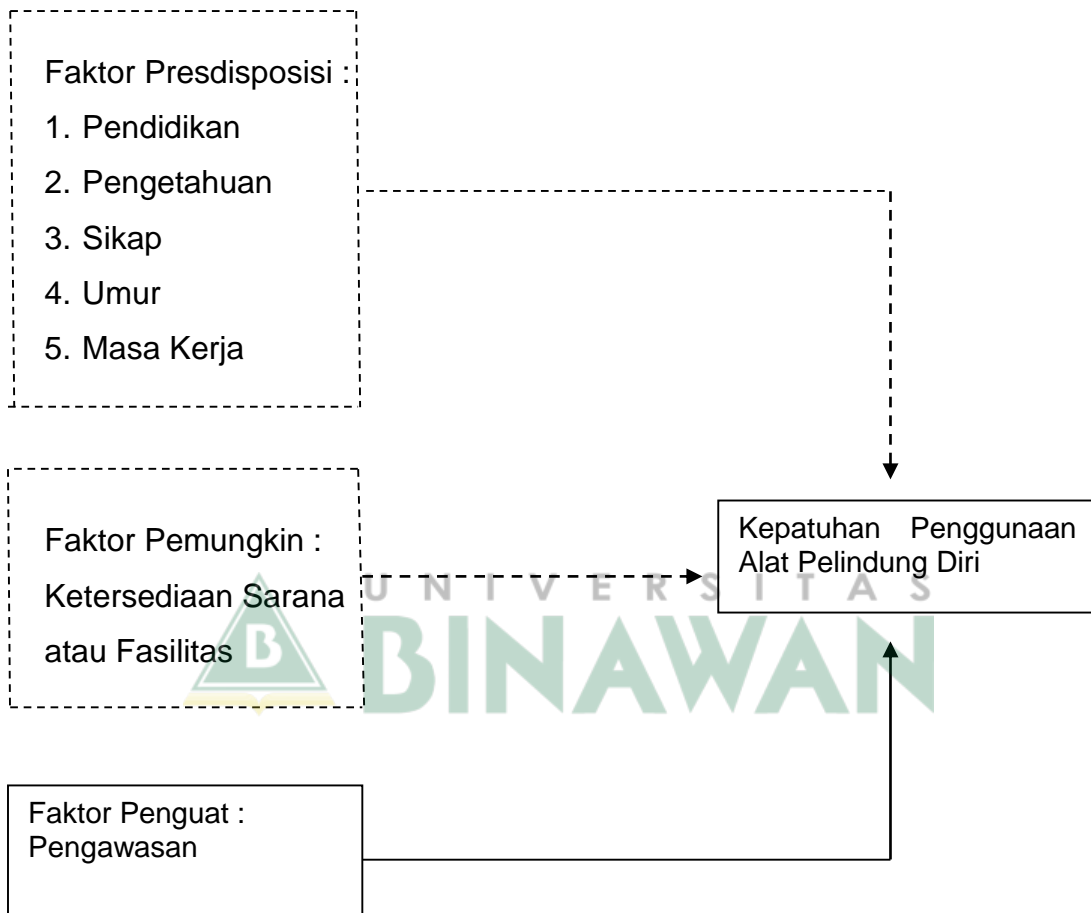 Faktor Presdisposisi :
1. Pendidikan
2. Pengetahuan
3. Sikap
4. Umur
5. Masa Kerja
Faktor Pemungkin :
Ketersediaan Sarana
atau Fasilitas
Kepatuhan Penggunaan
Alat Pelindung Diri
UNIVERSITAS
B BINAWAN
Faktor Penguat :
Pengawasan